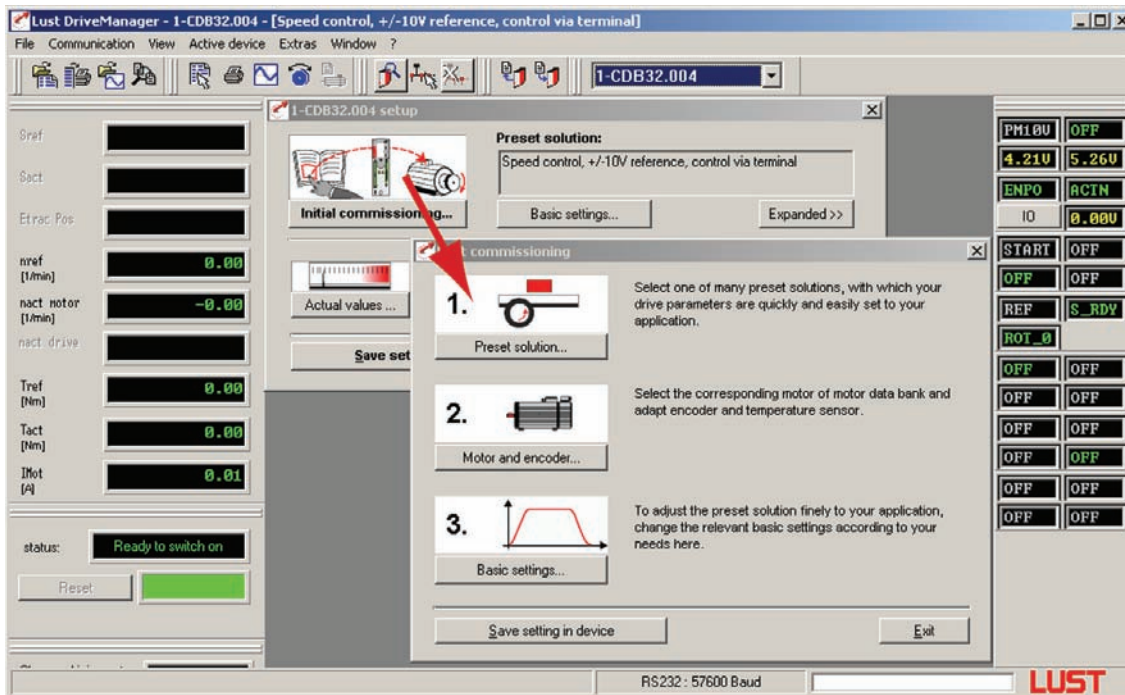 Lust DriveManager - 1-CDB32.004 - [Speed control, +/-10V reference, control via terminal]
File Communication View Active device Extras Window ?
1-CDB32.004
Sref
Sact
Etrac Pos
nref
[1/min]
0.00
nact motor
[1/min]
-0.00
nact drive
Tref
[Nm]
0.00
Tact
[Nm]
0.00
IMot
[A]
0.01
status:
Ready to switch on
Reset
1-CDB32.004 setup
Initial commissioning...
Preset solution:
Speed control, +/-10V reference, control via terminal
Basic settings...
Expanded >>
Actual values ...
Save set
commissioning
1.
Preset solution...
Select one of many preset solutions, with which your
drive parameters are quickly and easily set to your
application.
2.
Motor and encoder...
Select the corresponding motor of motor data bank and
adapt encoder and temperature sensor.
3.
Basic settings...
To adjust the preset solution finely to your application,
change the relevant basic settings according to your
needs here.
Save setting in device
Exit
PM10V OFF
4.21V 5.26V
ENPO ACTN
IO 0.00V
START OFF
OFF OFF
REF S_RDY
ROT_0
OFF OFF
OFF OFF
OFF OFF
OFF OFF
OFF OFF
OFF OFF
RS232 : 57600 Baud
LUST